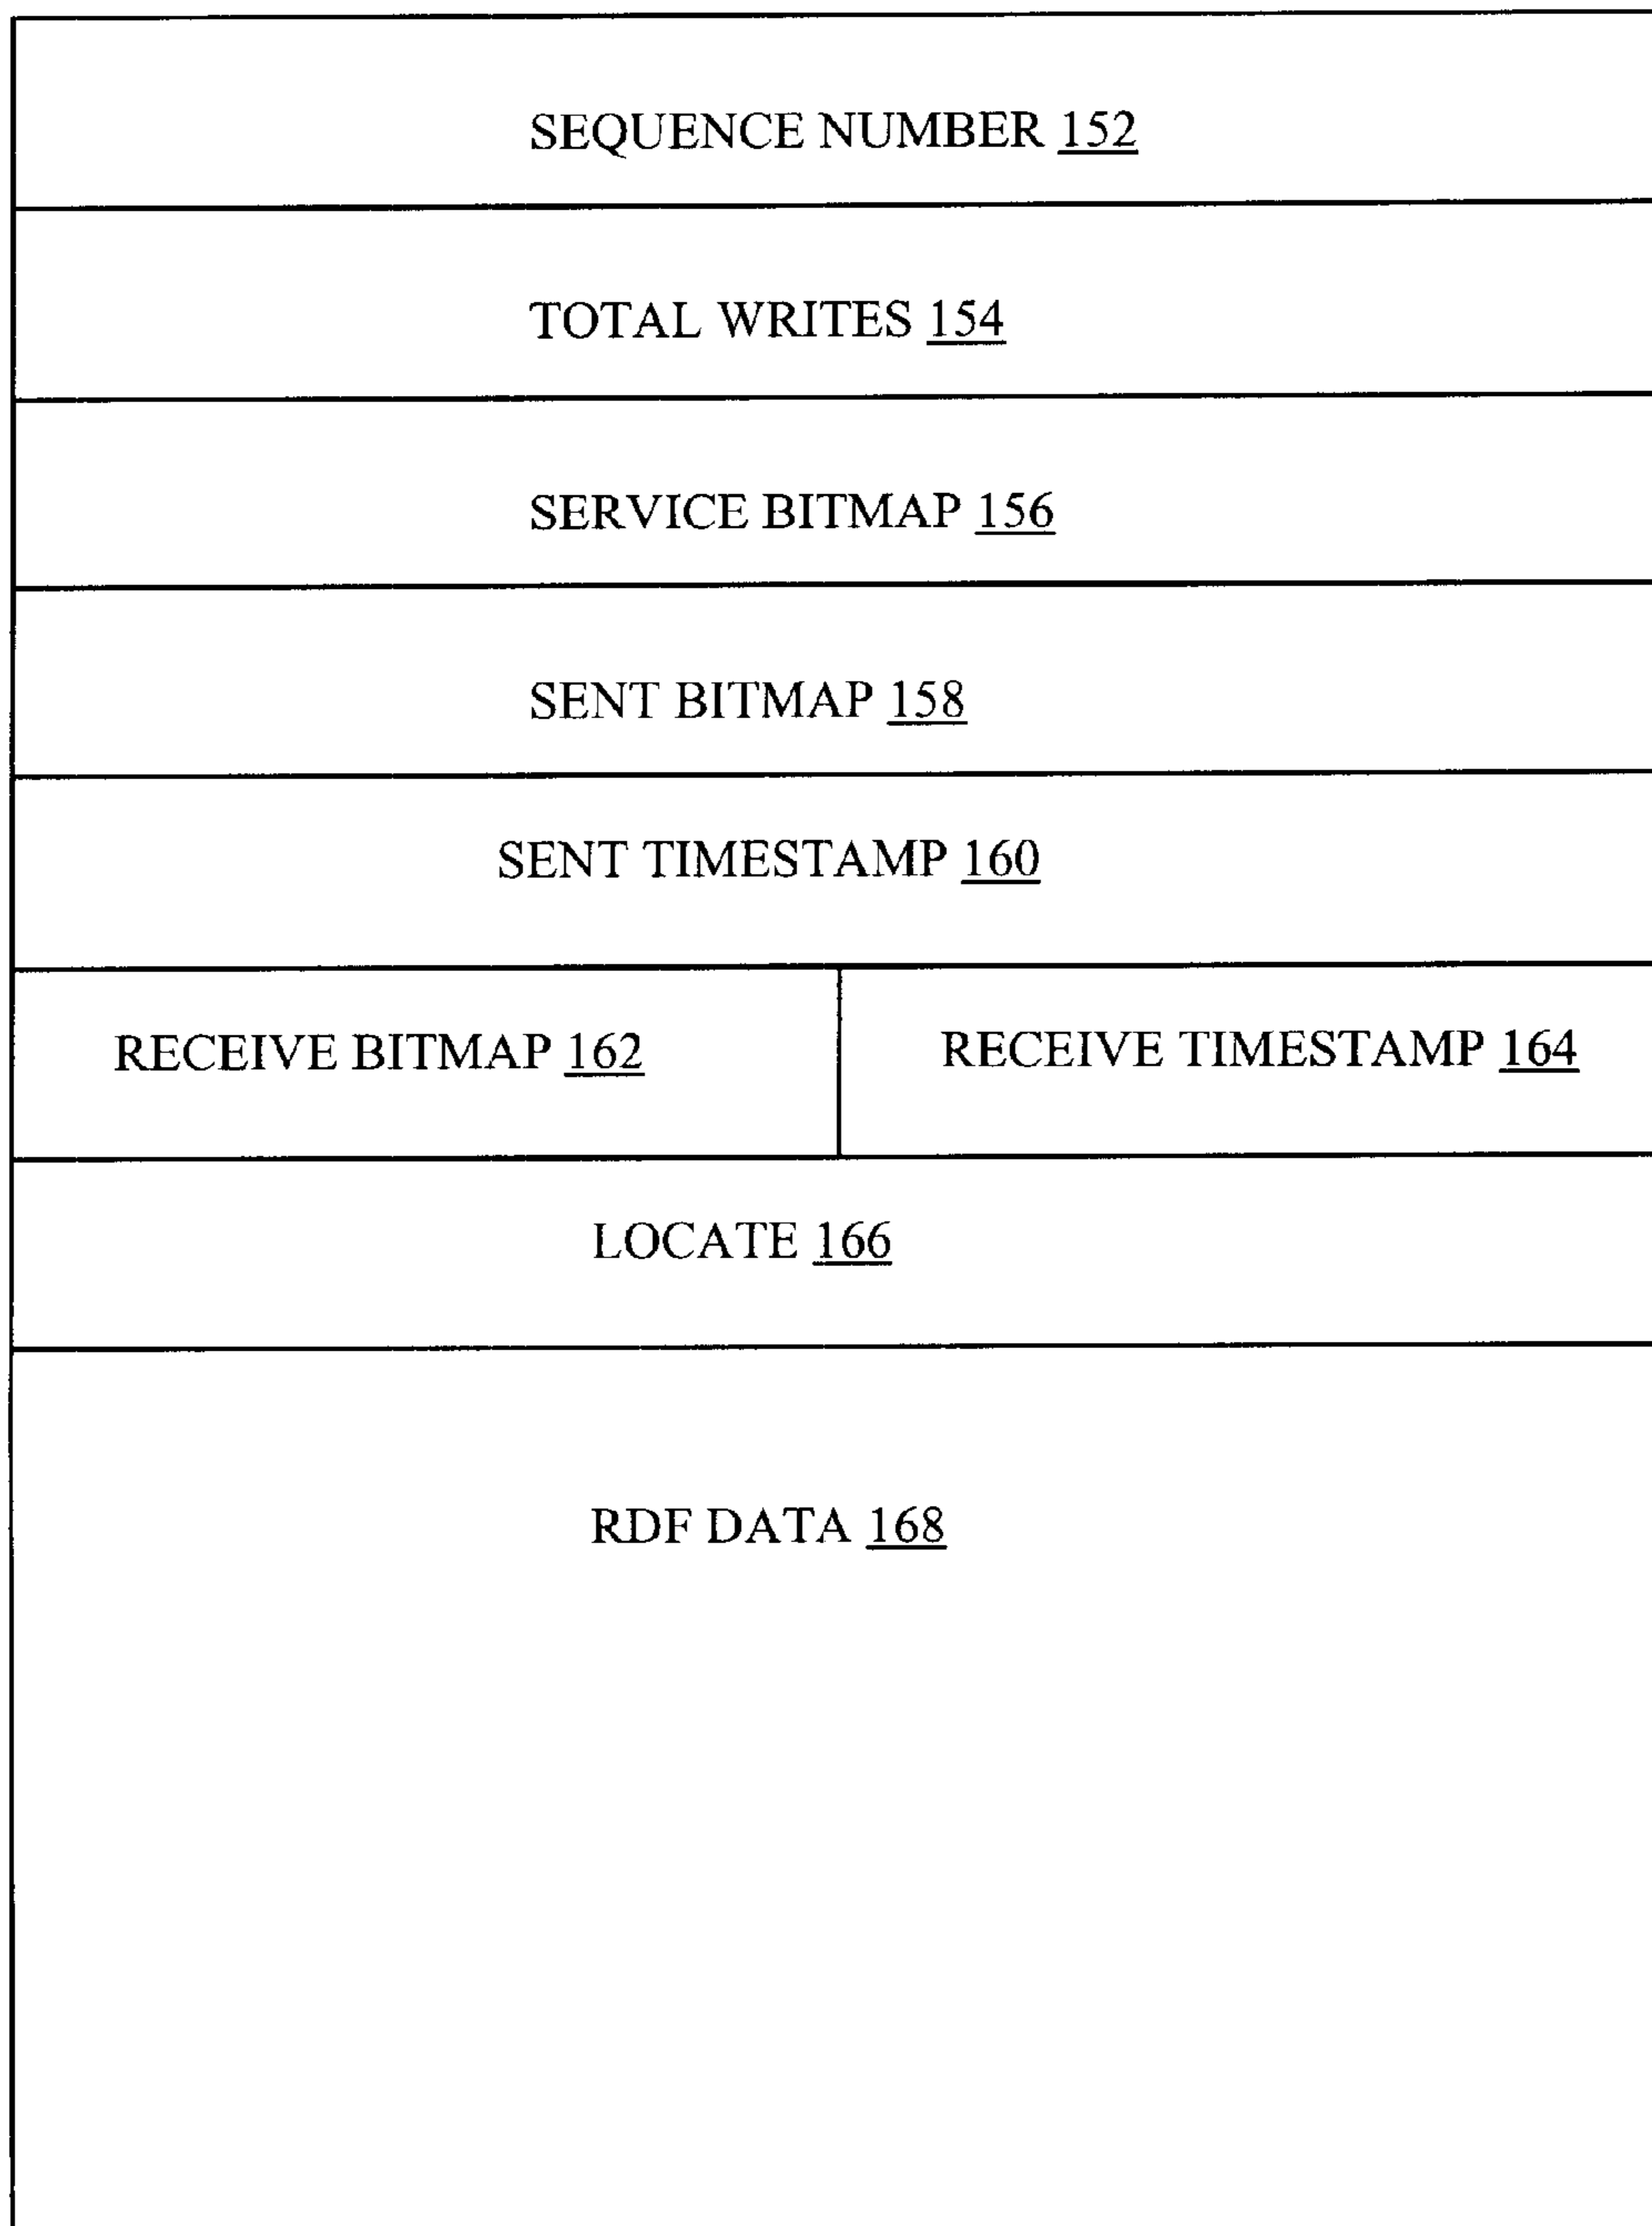 SEQUENCE NUMBER 152
TOTAL WRITES 154
SERVICE BITMAP 156
SENT BITMAP 158
SENT TIMESTAMP 160
RECEIVE BITMAP 162
RECEIVE TIMESTAMP 164
LOCATE 166
RDF DATA 168